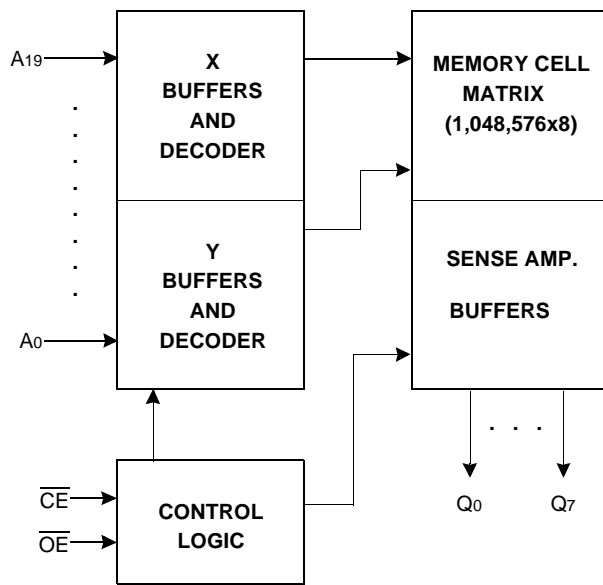 A19
X
BUFFERS
AND
DECODER
MEMORY CELL
MATRIX
(1,048,576x8)
Y
BUFFERS
AND
DECODER
SENSE AMP.
BUFFERS
A0
. . .
CE
OE
CONTROL
LOGIC
Q0
Q7